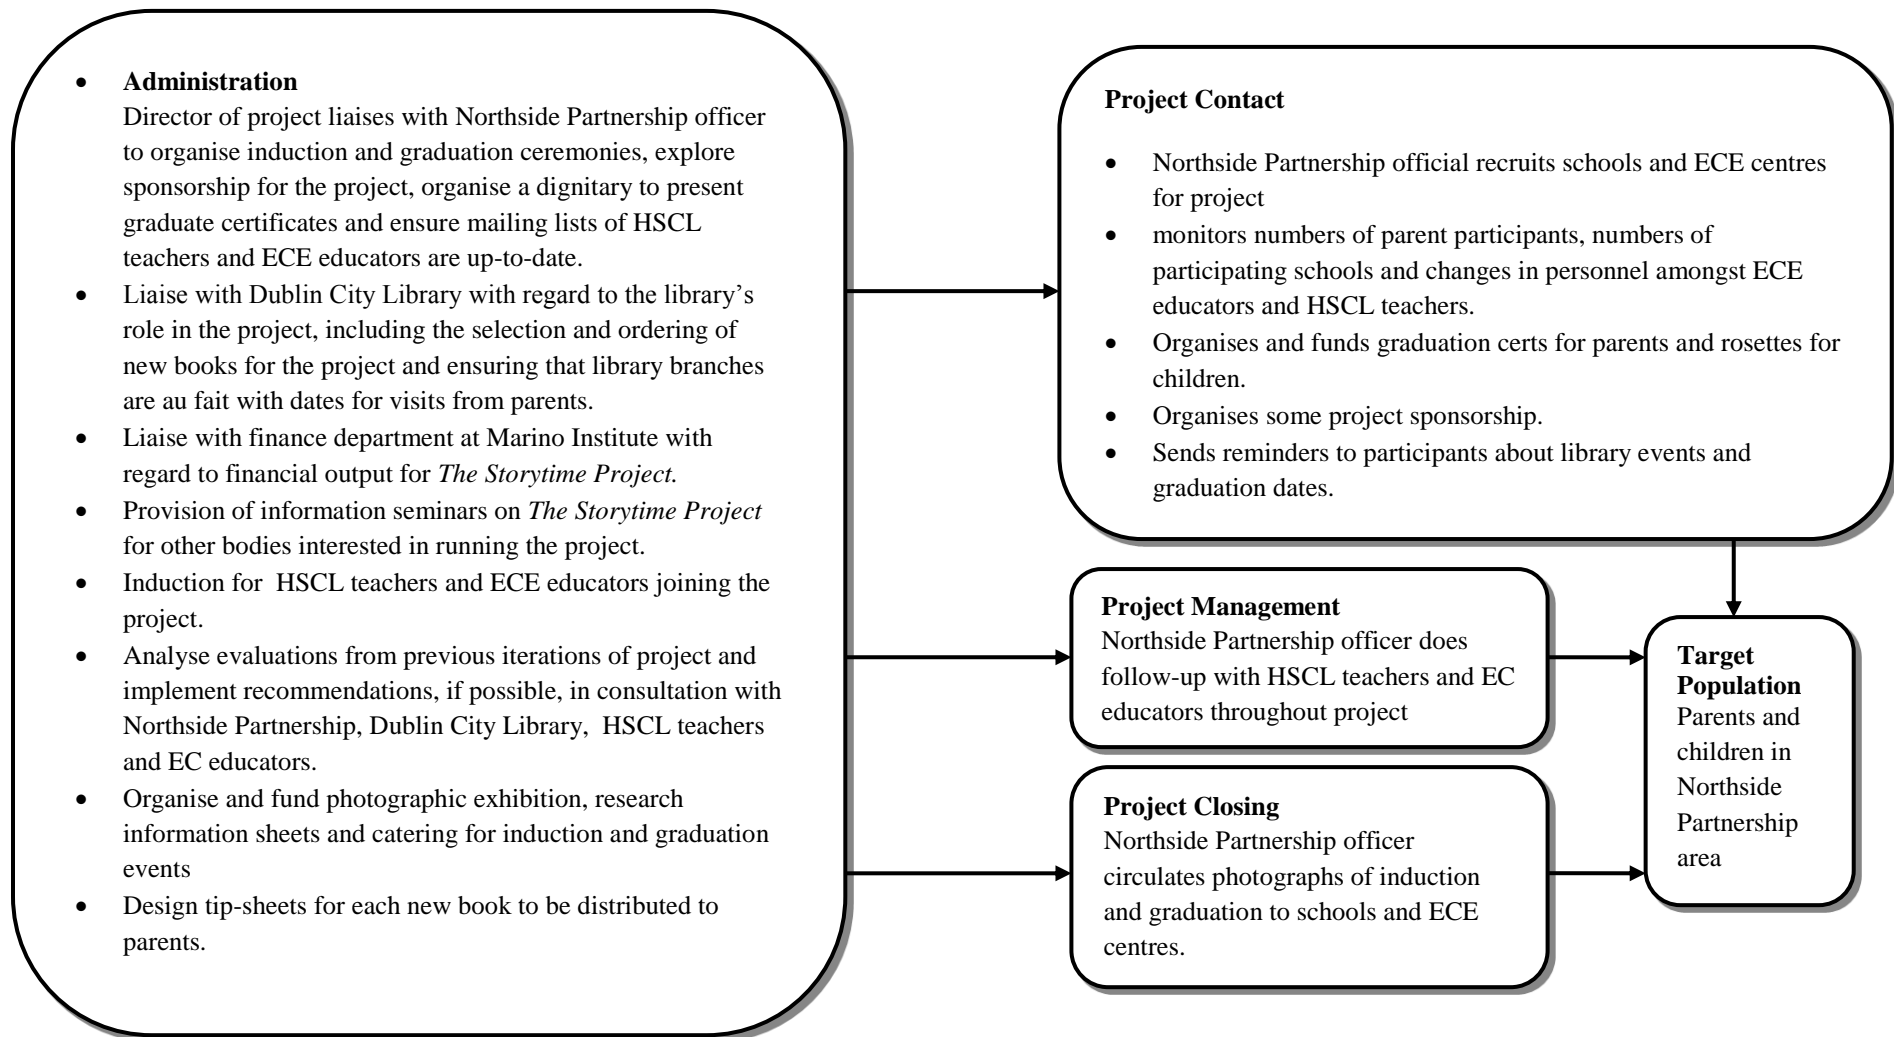 • Administration
Director of project liaises with Northside Partnership officer
to organise induction and graduation ceremonies, explore
sponsorship for the project, organise a dignitary to present
graduate certificates and ensure mailing lists of HSCL
teachers and ECE educators are up-to-date.
• Liaise with Dublin City Library with regard to the library’s
role in the project, including the selection and ordering of
new books for the project and ensuring that library branches
are au fait with dates for visits from parents.
• Liaise with finance department at Marino Institute with
regard to financial output for The Storytime Project.
• Provision of information seminars on The Storytime Project
for other bodies interested in running the project.
• Induction for HSCL teachers and ECE educators joining the
project.
• Analyse evaluations from previous iterations of project and
implement recommendations, if possible, in consultation with
Northside Partnership, Dublin City Library, HSCL teachers
and EC educators.
• Organise and fund photographic exhibition, research
information sheets and catering for induction and graduation
events
• Design tip-sheets for each new book to be distributed to
parents.
Project Contact
• Northside Partnership official recruits schools and ECE centres
for project
• monitors numbers of parent participants, numbers of
participating schools and changes in personnel amongst ECE
educators and HSCL teachers.
• Organises and funds graduation certs for parents and rosettes for
children.
• Organises some project sponsorship.
• Sends reminders to participants about library events and
graduation dates.
Project Management
Northside Partnership officer does
follow-up with HSCL teachers and EC
educators throughout project
Project Closing
Northside Partnership officer
circulates photographs of induction
and graduation to schools and ECE
centres.
Target
Population
Parents and
children in
Northside
Partnership
area